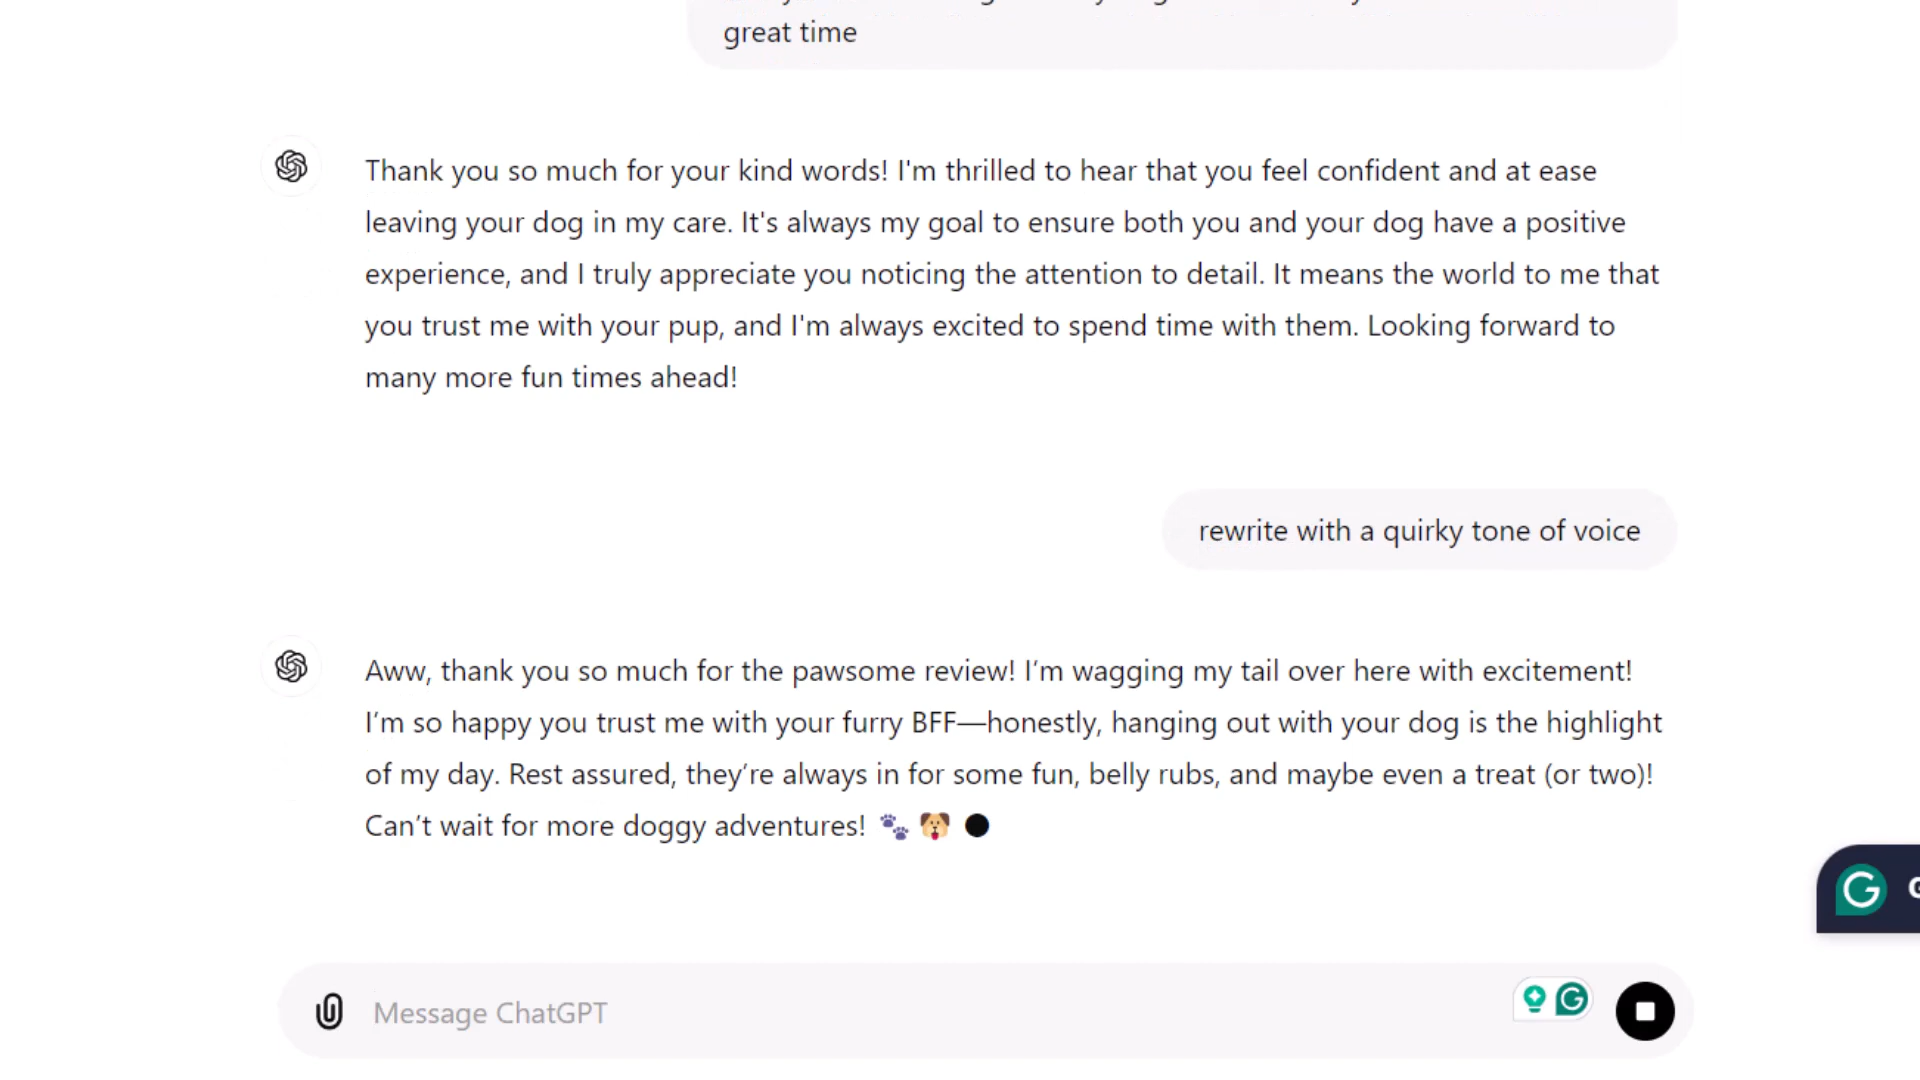 great time
Thank you so much for your kind words! I'm thrilled to hear that you feel confident and at ease
leaving your dog in my care. It's always my goal to ensure both you and your dog have a positive
experience, and I truly appreciate you noticing the attention to detail. It means the world to me that
you trust me with your pup, and I'm always excited to spend time with them. Looking forward to
many more fun times ahead!
rewrite with a quirky tone of voice
Aww, thank you so much for the pawsome review! I’m wagging my tail over here with excitement!
I’m so happy you trust me with your furry BFF—honestly, hanging out with your dog is the highlight
of my day. Rest assured, they’re always in for some fun, belly rubs, and maybe even a treat (or two)!
Can’t wait for more doggy adventures! 🐾 🐶
Message ChatGPT